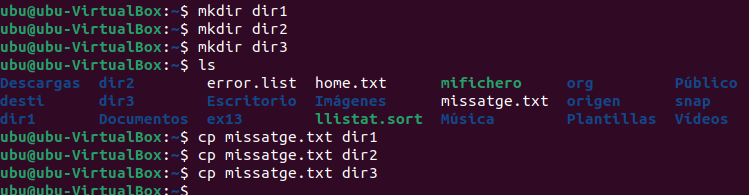 ubu@ubu-VirtualBox:~$ mkdir dir1
ubu@ubu-VirtualBox:~$ mkdir dir2
ubu@ubu-VirtualBox:~$ mkdir dir3
ubu@ubu-VirtualBox:~$ ls
Descargas dir2 error.list home.txt mifichero org Público
desti dir3 Escritorio Imágenes missatge.txt origen snap
dir1 Documentos ex13 llistat.sort Música Plantillas Vídeos
ubu@ubu-VirtualBox:~$ cp missatge.txt dir1
ubu@ubu-VirtualBox:~$ cp missatge.txt dir2
ubu@ubu-VirtualBox:~$ cp missatge.txt dir3
ubu@ubu-VirtualBox:~$